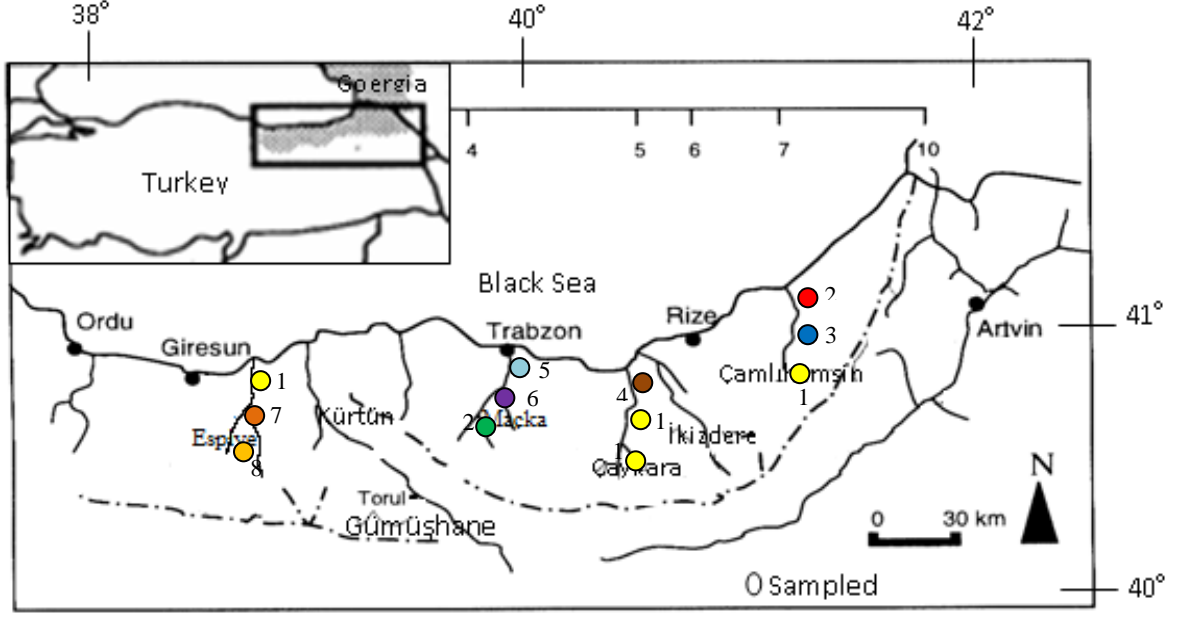 38°
40°
42°
Goergia
Turkey
4
5
6
7
10
Black Sea
2
41°
Ordu
Rize
3
Artvin
Giresun
Trabzon
Çamlıhemşin
1
5
1
4
6
7
Kürtün
2
Maçka
1
İkizdere
Espiye
8
1
Çaykara
N
Torul
Gümüşhane
0
30 km
O Sampled
40°